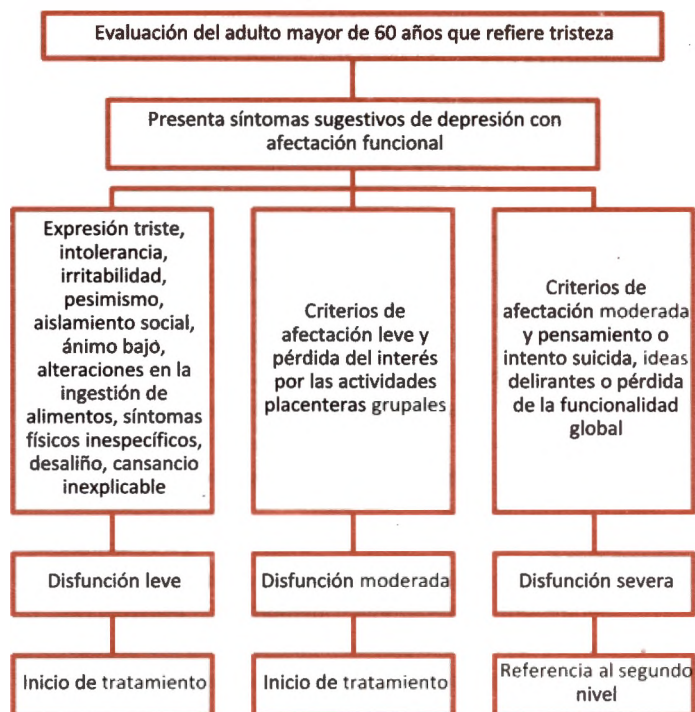 Evaluación del adulto mayor de 60 años que refiere tristeza
Presenta síntomas sugestivos de depresión con
afectación funcional
Expresión triste,
intolerancia,
irritabilidad,
pesimismo,
aislamiento social,
ánimo bajo,
alteraciones en la
ingestión de
alimentos, síntomas
físicos inespecíficos,
desaliño, cansancio
inexplicable
Criterios de
afectación leve y
pérdida del interés
por las actividades
placenteras grupales
Criterios de
afectación moderada
y pensamiento o
intento suicida, ideas
delirantes o pérdida
de la funcionalidad
global
Disfunción leve
Disfunción moderada
Disfunción severa
Inicio de tratamiento
Inicio de tratamiento
Referencia al segundo
nivel